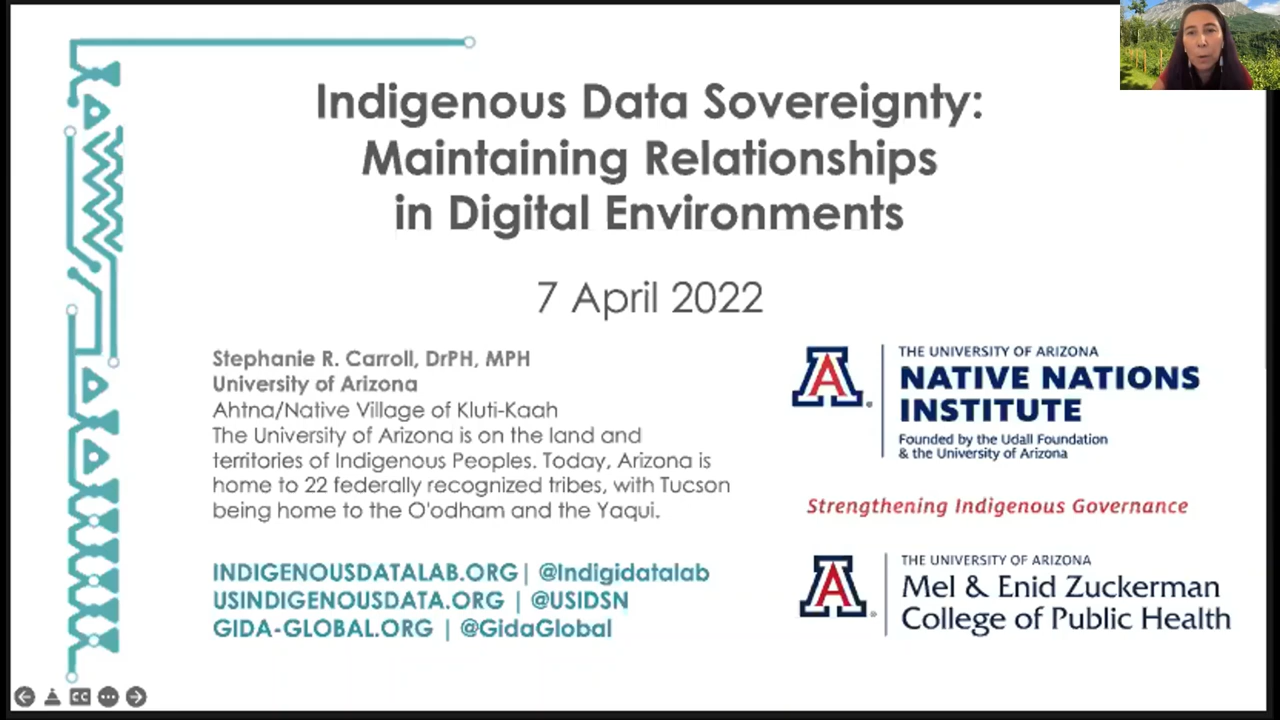 Indigenous Data Sovereignty:
Maintaining Relationships
in Digital Environments
7 April 2022
Stephanie R. Carroll, DrPH, MPH
University of Arizona
Ahtna/Native Village of Kluti-Kaah
The University of Arizona is on the land and
territories of Indigenous Peoples. Today, Arizona is
home to 22 federally recognized tribes, with Tucson
being home to the O'odham and the Yaqui.
INDIGENOUSDATALAB.ORG | @Indigidatalab
USINDIGENOUSDATA.ORG | @USIDSN
GIDA-GLOBAL.ORG | @GidaGlobal
A
THE UNIVERSITY OF ARIZONA
NATIVE NATIONS
INSTITUTE
Founded by the Udall Foundation
& the University of Arizona
Strengthening Indigenous Governance
A
THE UNIVERSITY OF ARIZONA
Mel & Enid Zuckerman
College of Public Health
CC